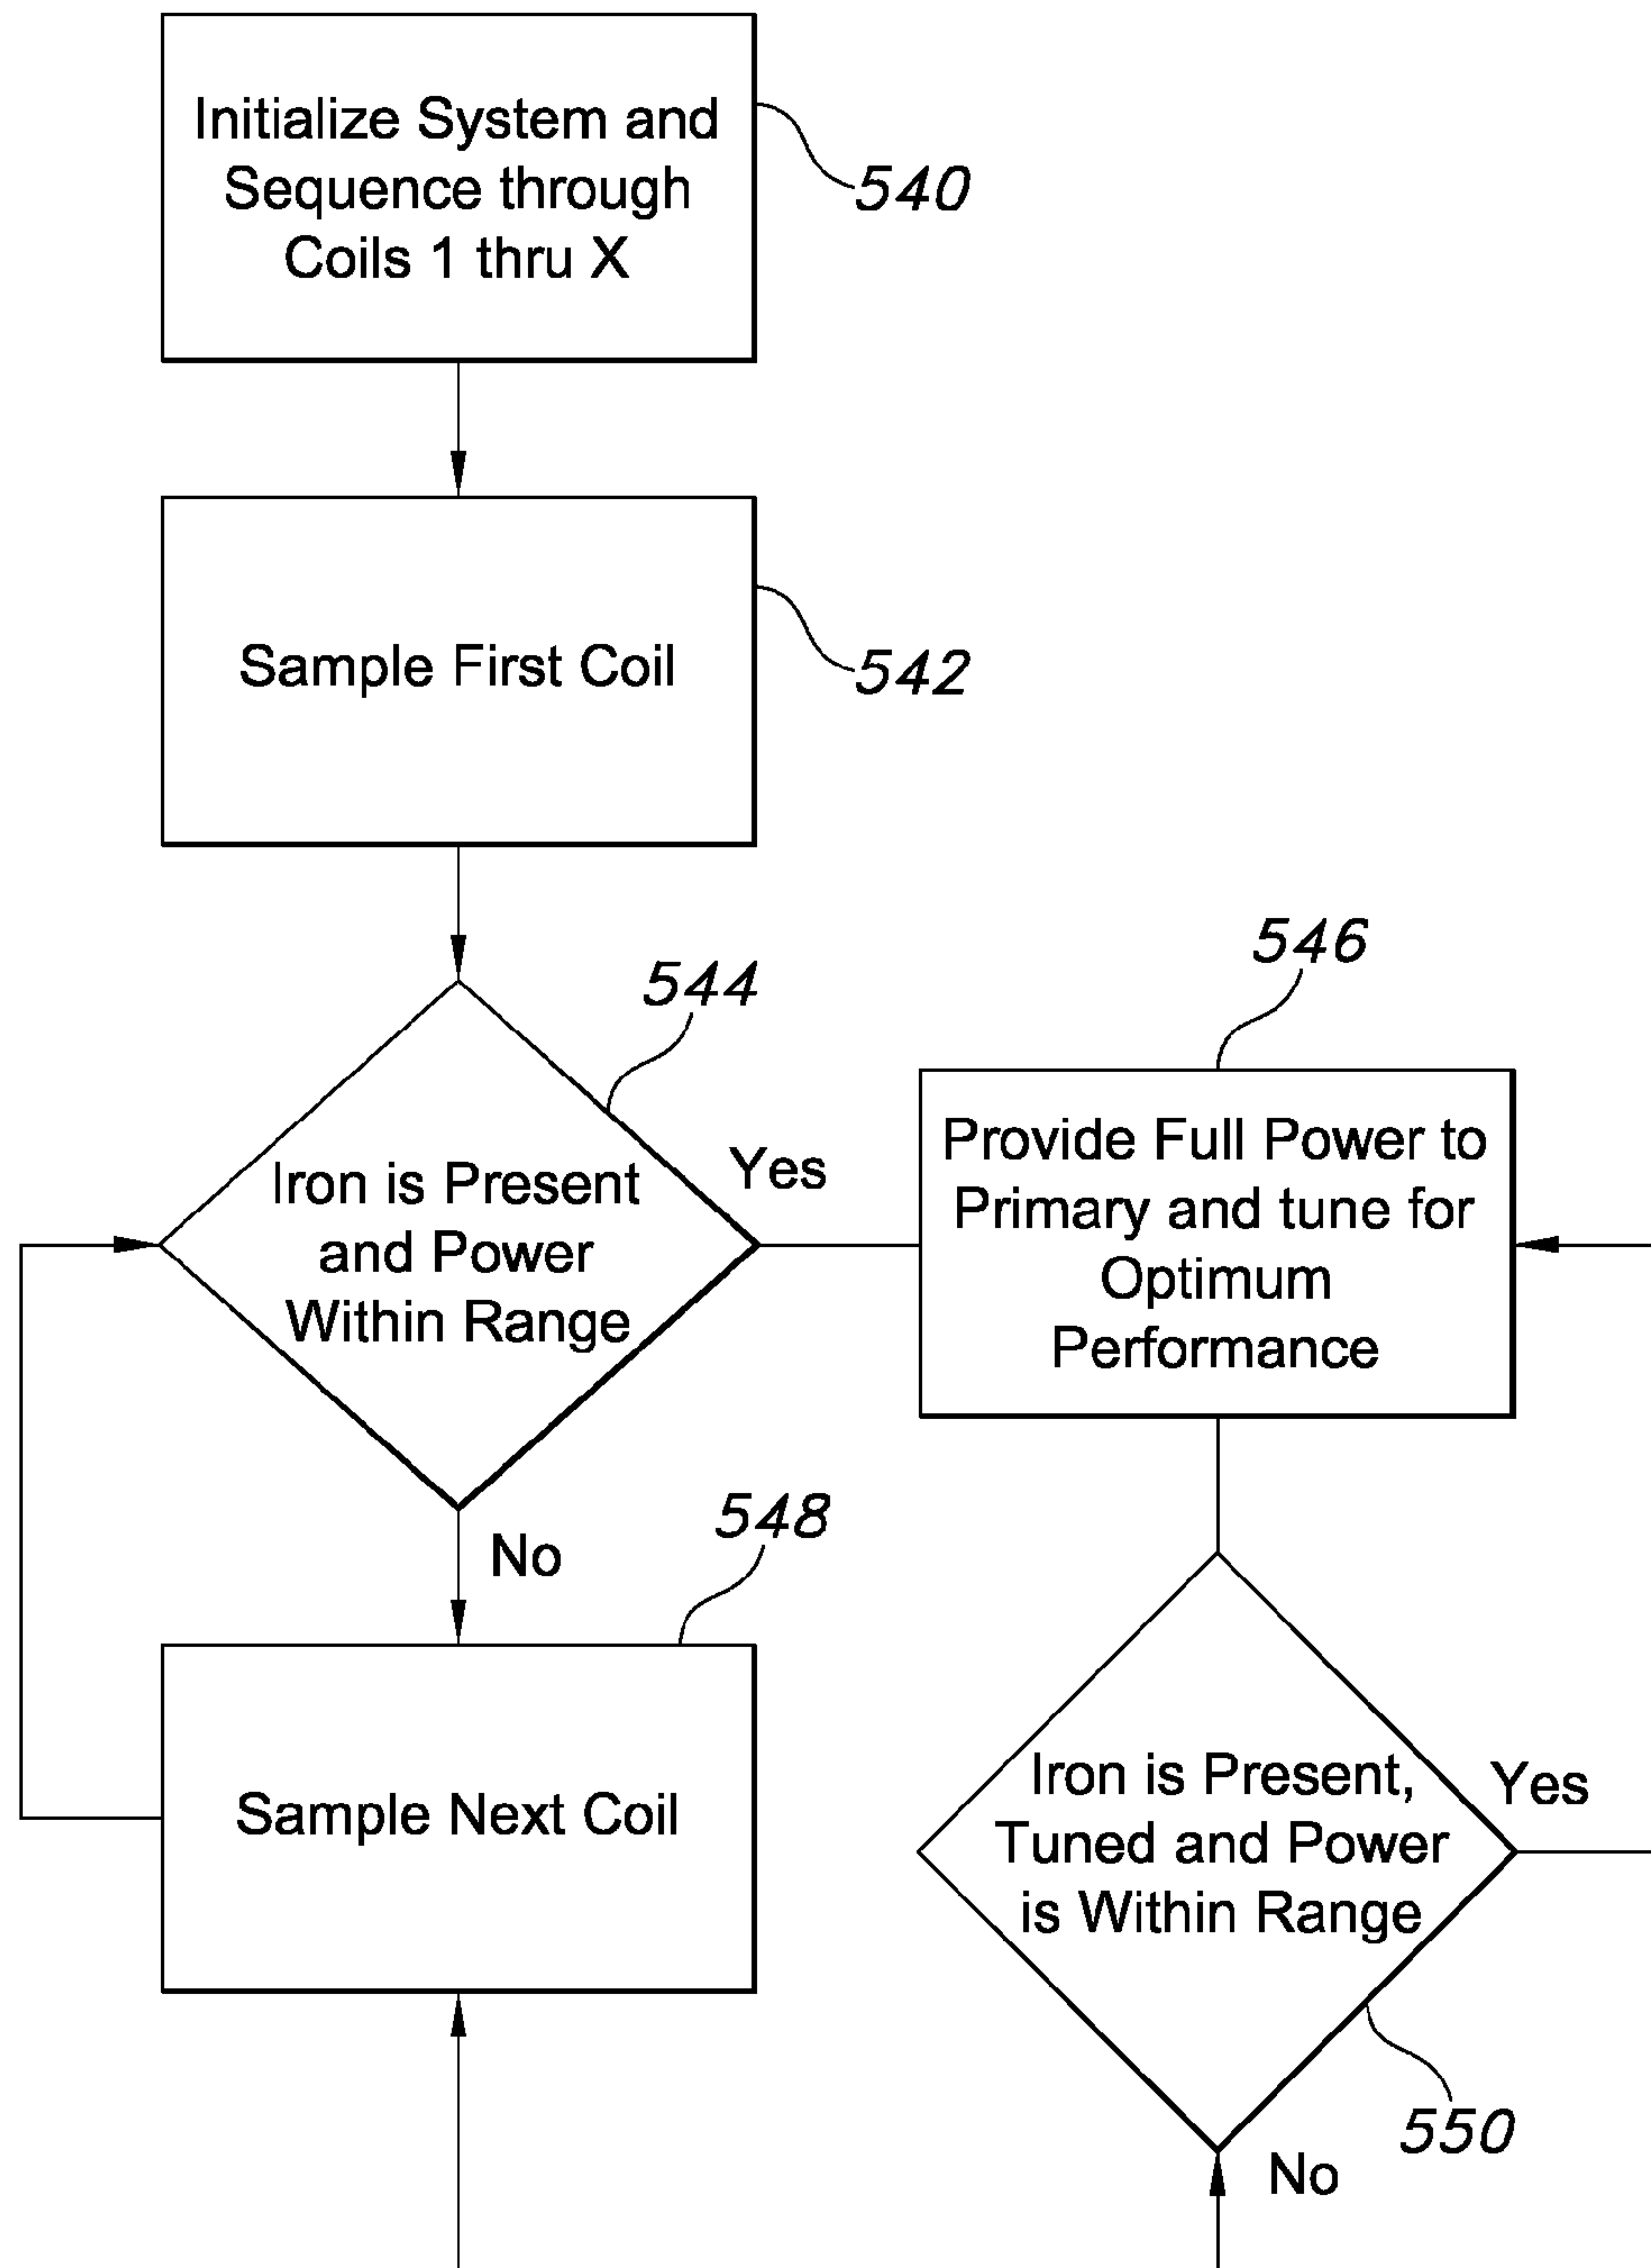 Initialize System and
Sequence through
Coils 1 thru X
540
Sample First Coil
542
544
Iron is Present
and Power
Within Range
Yes
No
546
Provide Full Power to
Primary and tune for
Optimum
Performance
548
Sample Next Coil
Iron is Present,
Tuned and Power
is Within Range
Yes
550
No